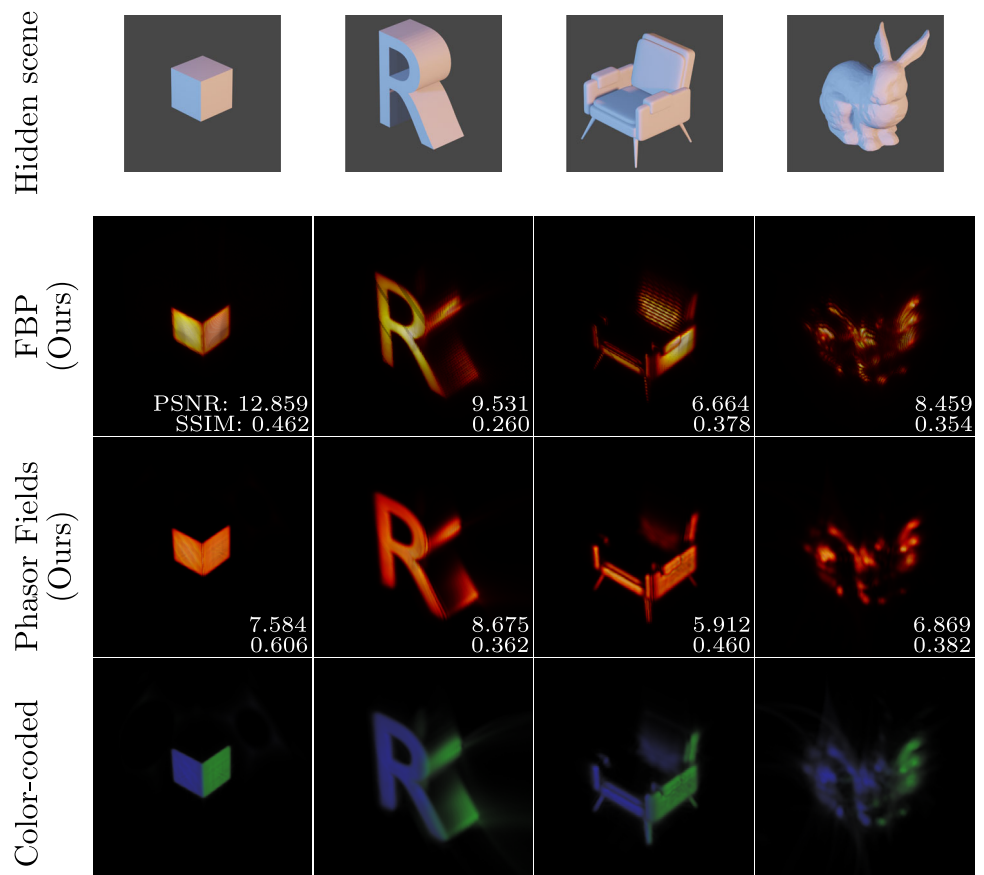 Hidden scene
FBP
(Ours)
PSNR: 12.859
SSIM: 0.462
9.531
0.260
6.664
0.378
8.459
0.354
Phasor Fields
(Ours)
7.584
0.606
8.675
0.362
5.912
0.460
6.869
0.382
Color-coded
R
R
R
R